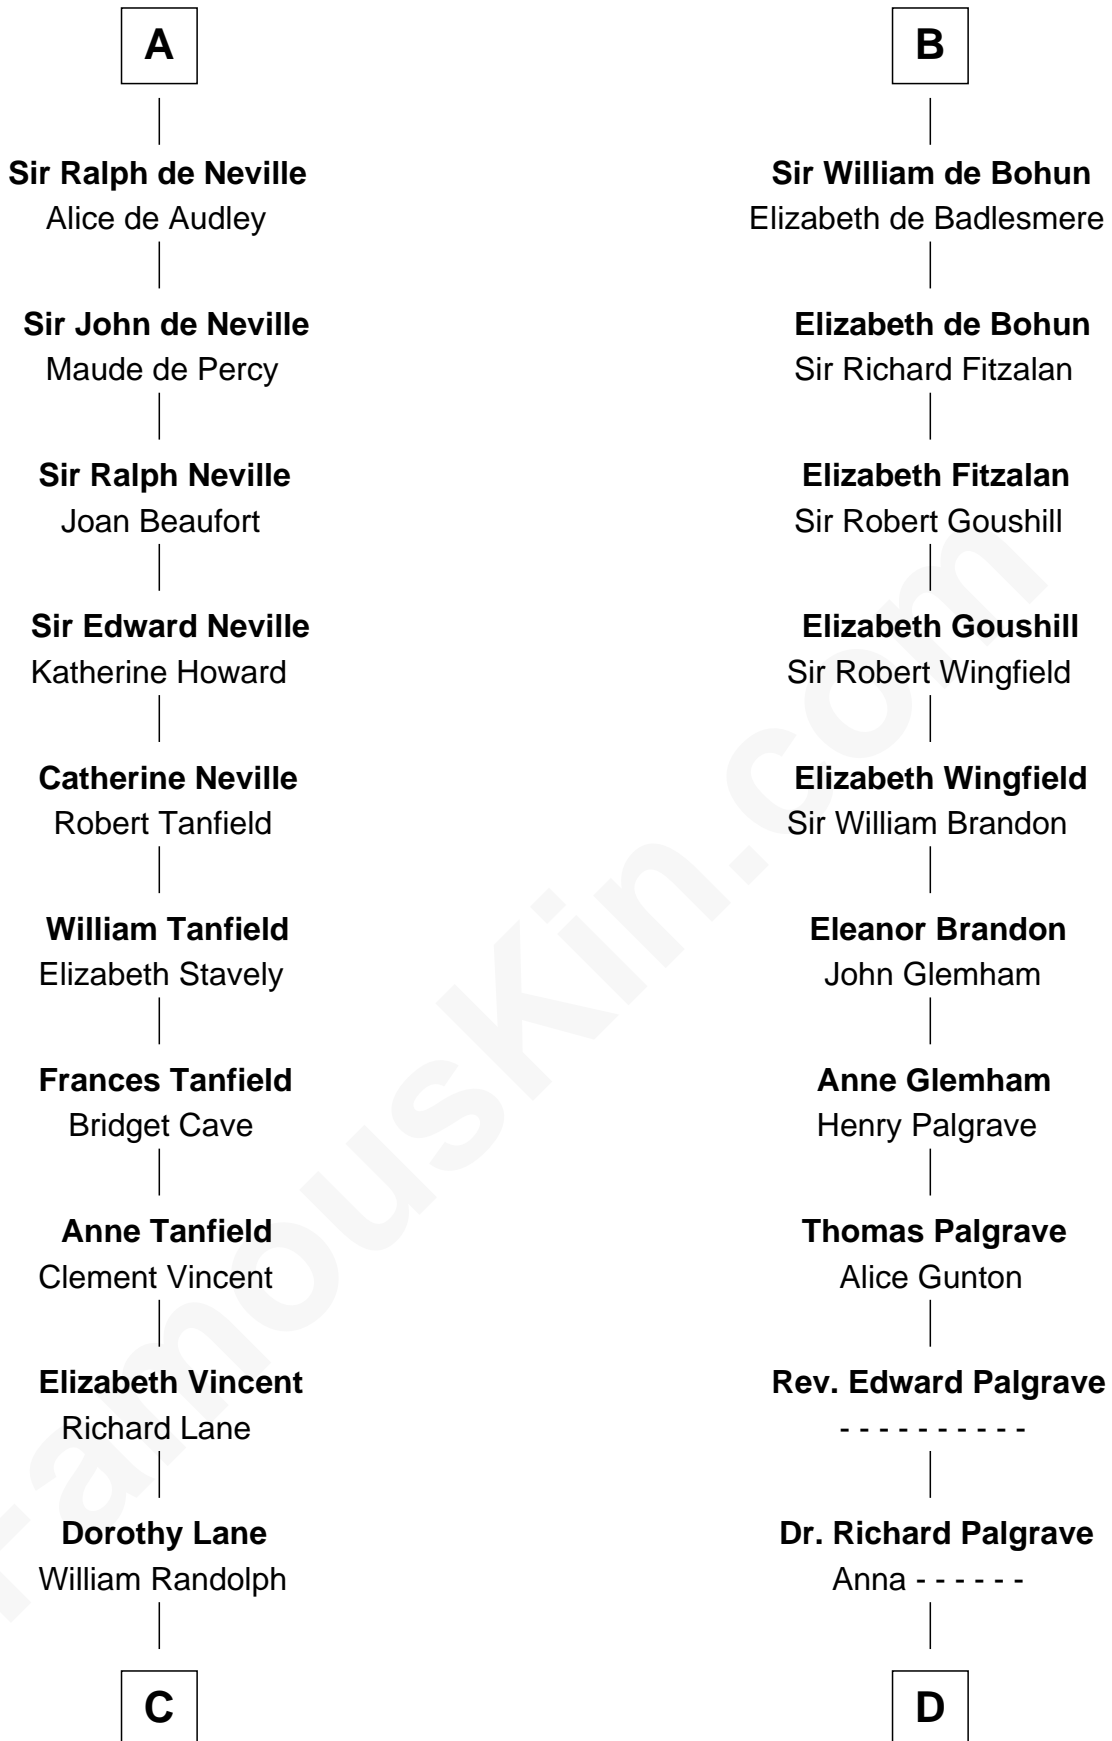 A
Sir Ralph de Neville
Alice de Audley
Sir John de Neville
Maude de Percy
Sir Ralph Neville
Joan Beaufort
Sir Edward Neville
Katherine Howard
Catherine Neville
Robert Tanfield
William Tanfield
Elizabeth Stavely
Frances Tanfield
Bridget Cave
Anne Tanfield
Clement Vincent
Elizabeth Vincent
Richard Lane
Dorothy Lane
William Randolph
C
B
Sir William de Bohun
Elizabeth de Badlesmere
Elizabeth de Bohun
Sir Richard Fitzalan
Elizabeth Fitzalan
Sir Robert Goushill
Elizabeth Goushill
Sir Robert Wingfield
Elizabeth Wingfield
Sir William Brandon
Eleanor Brandon
John Glemham
Anne Glemham
Henry Palgrave
Thomas Palgrave
Alice Gunton
Rev. Edward Palgrave
- - - - - - - - - -
Dr. Richard Palgrave
Anna - - - - - -
D
FamousKin.com